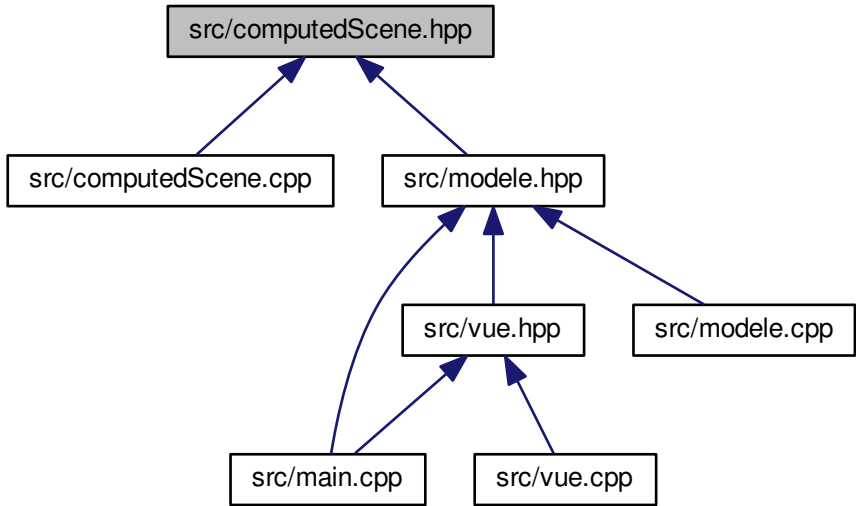 src/computedScene.hpp
src/computedScene.cpp
src/modele.hpp
src/vue.hpp
src/modele.cpp
src/main.cpp
src/vue.cpp